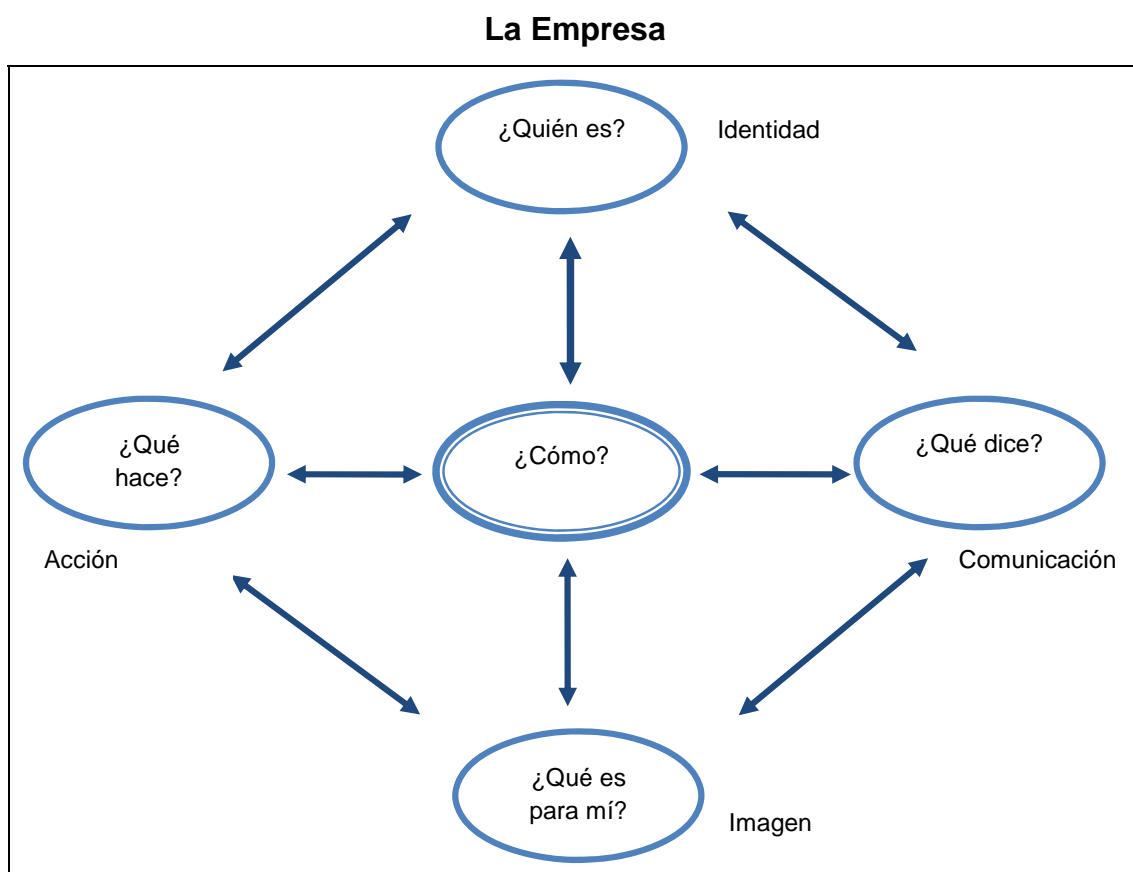 La Empresa
¿Quién es?
Identidad
¿Qué
hace?
¿Cómo?
¿Qué dice?
Acción
Comunicación
¿Qué es
para mí?
Imagen